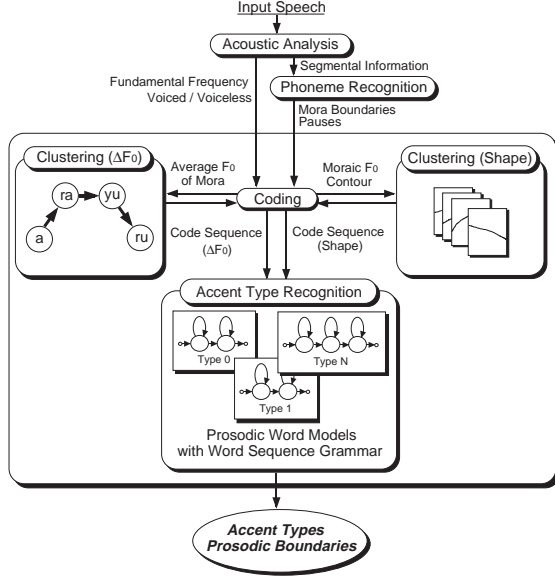 Input Speech
Acoustic Analysis
Segmental Information
Fundamental Frequency
Voiced / Voiceless
Phoneme Recognition
Mora Boundaries
Pauses
Clustering (ΔF0)
Average F0
of Mora
Moraic F0
Contour
Clustering (Shape)
ra
yu
a
ru
Coding
Code Sequence
(ΔF0)
Code Sequence
(Shape)
Accent Type Recognition
Type 0
Type N
Type 1
Prosodic Word Models
with Word Sequence Grammar
Accent Types
Prosodic Boundaries